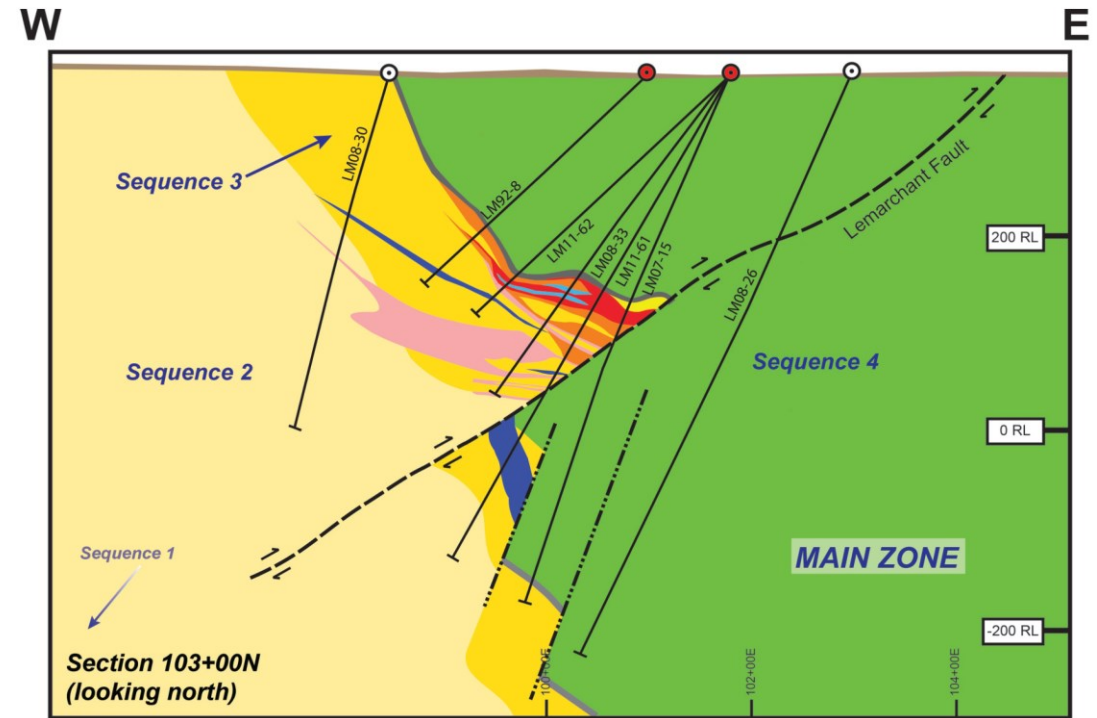 W
E
LM08-30
Sequence 3
LM92-8
LM11-62
LM08-33
LM11-61
LM07-15
LM08-26
Lemarchant Fault
200 RL
Sequence 2
Sequence 4
0 RL
Sequence 1
MAIN ZONE
-200 RL
Section 103+00N
(looking north)
100+00E
102+00E
104+00E